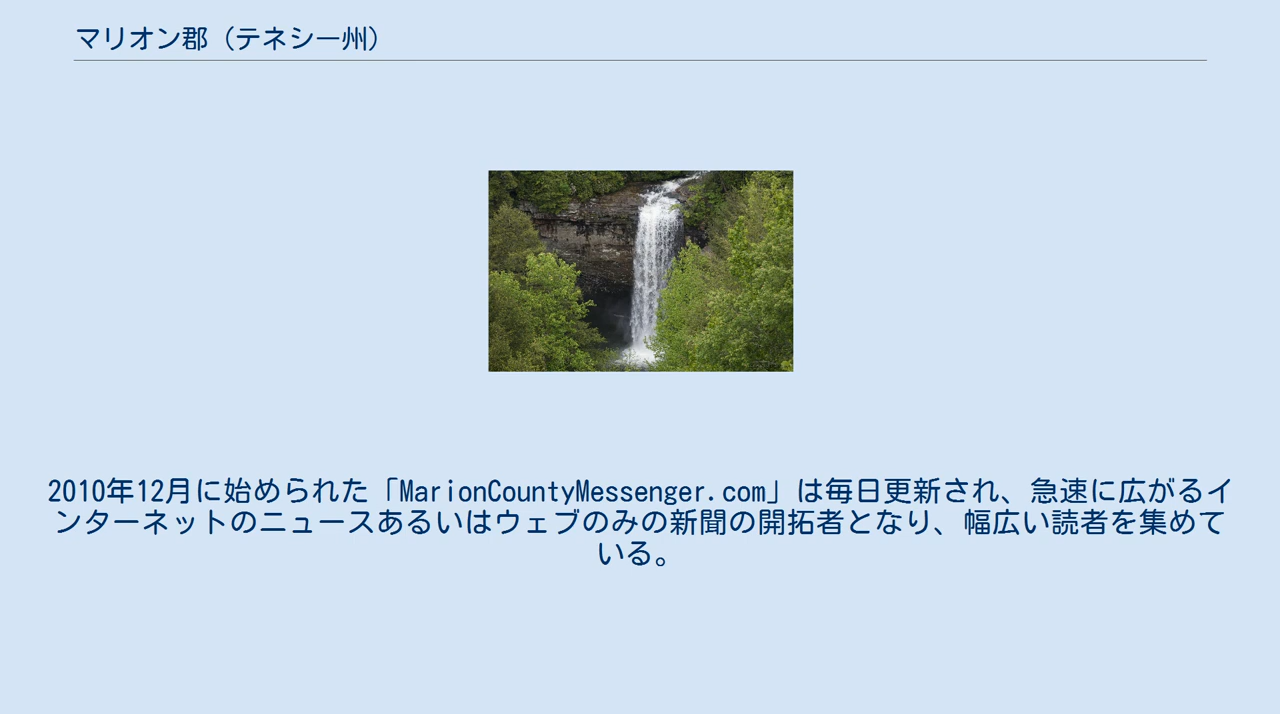 マリオン郡（テネシー州）
2010年12月に始められた「MarionCountyMessenger.com」は毎日更新され、急速に広がるイ
ンターネットのニュースあるいはウェブのみの新聞の開拓者となり、幅広い読者を集めて
いる。